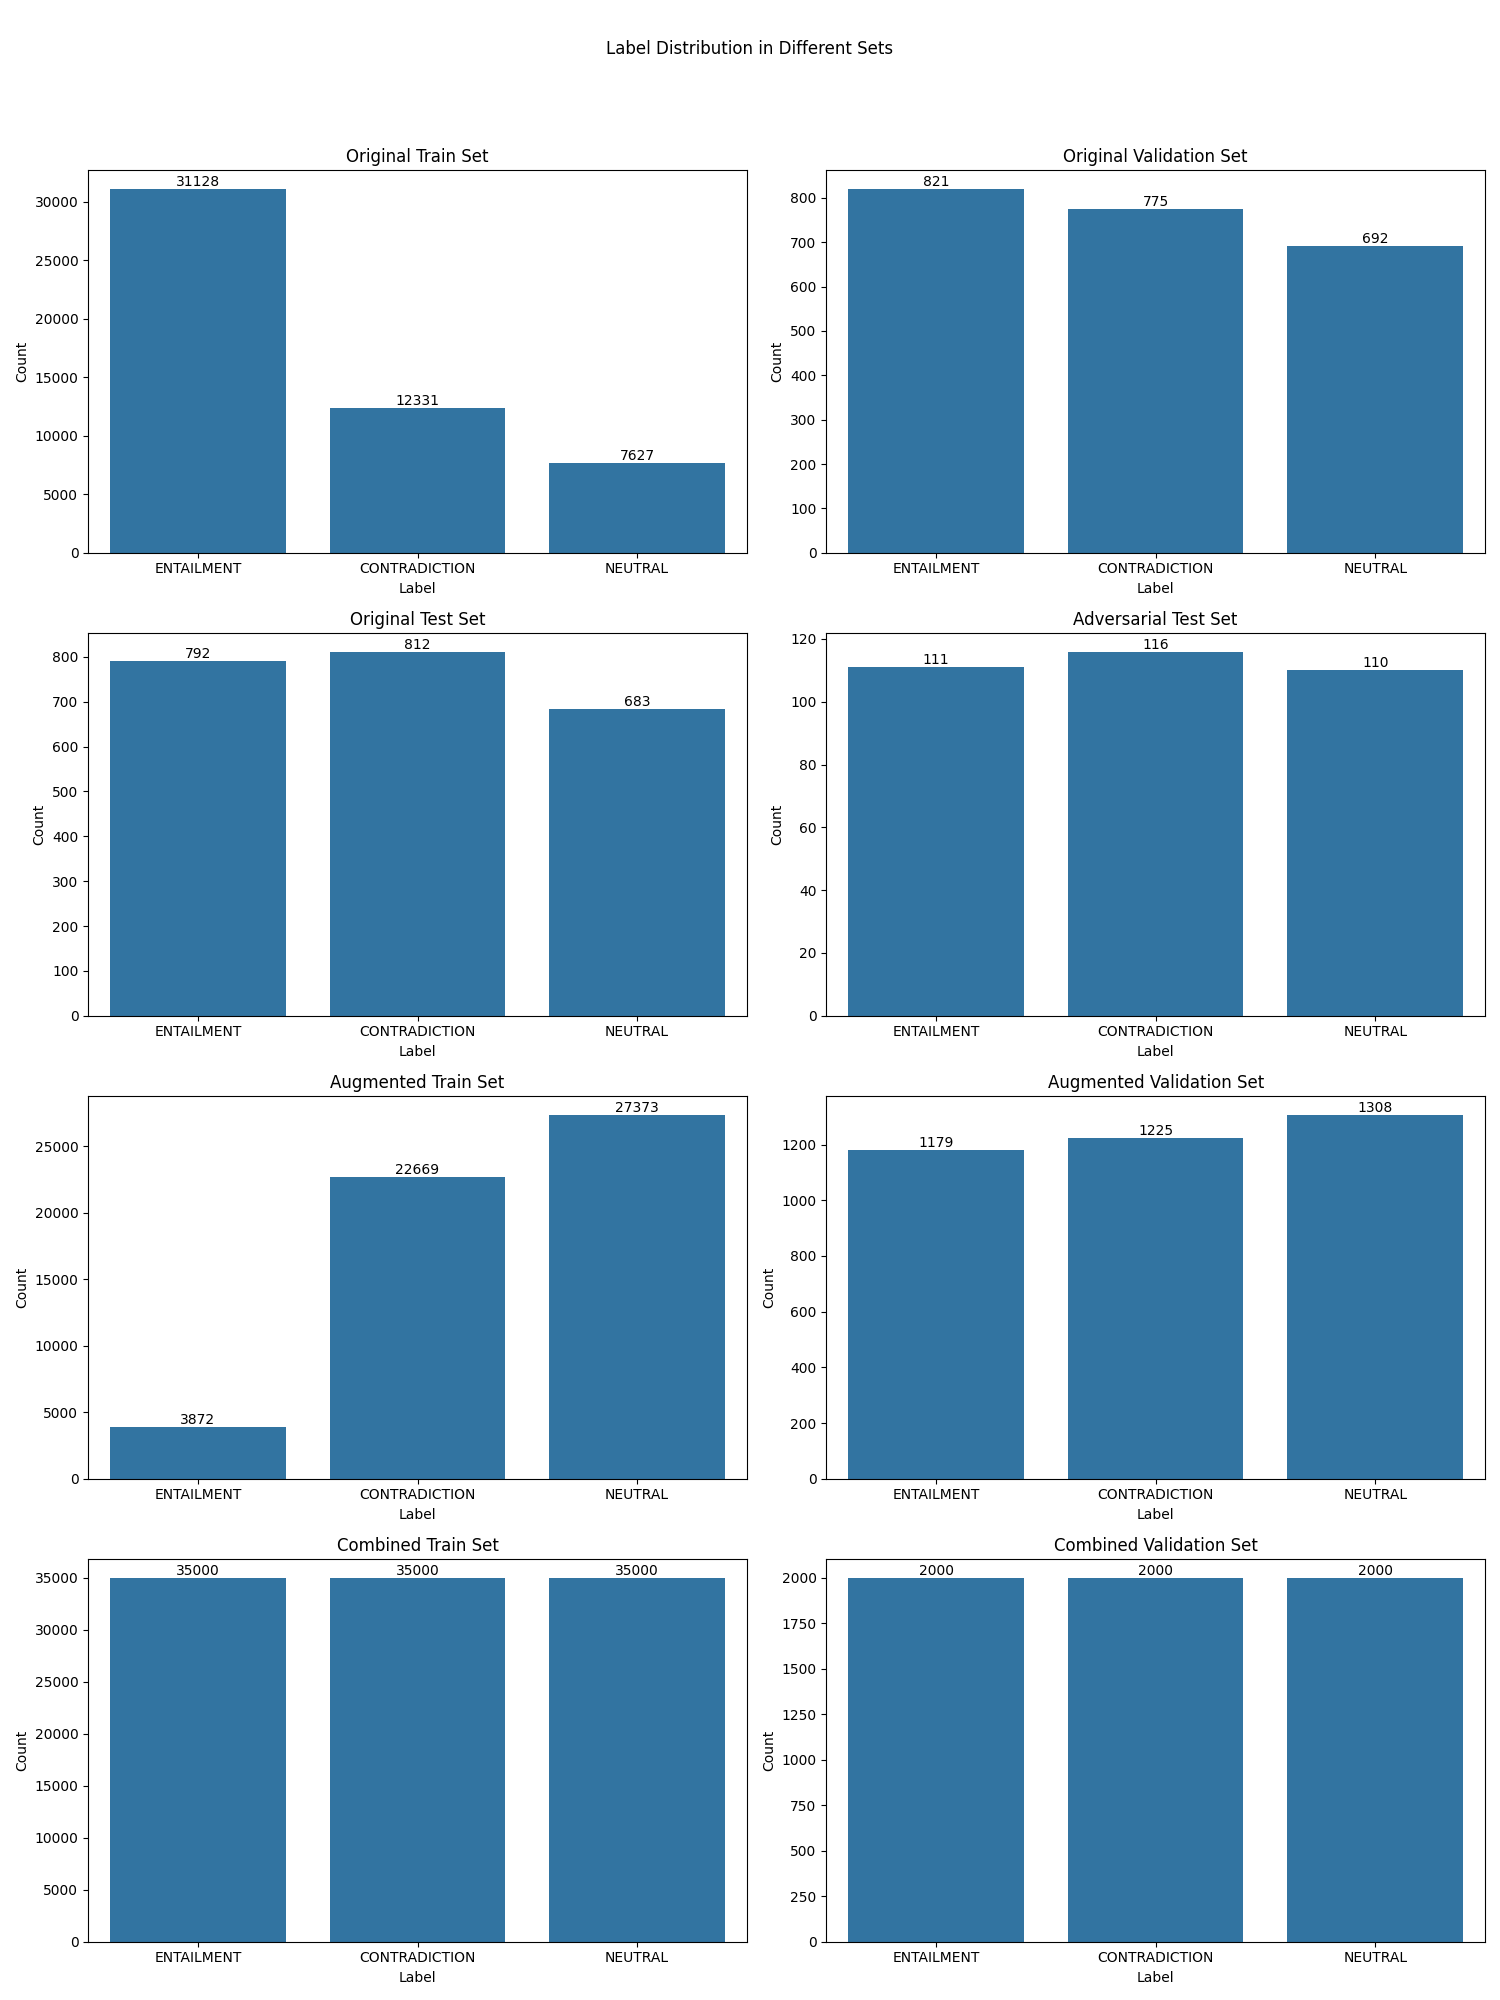 Label Distribution in Different Sets
Original Train Set
31128
12331
7627
30000
25000
20000
15000
10000
5000
0
Count
ENTAILMENT CONTRADICTION NEUTRAL
Label
Original Validation Set
821
775
692
800
700
600
500
400
300
200
100
0
Count
ENTAILMENT CONTRADICTION NEUTRAL
Label
Original Test Set
792
812
683
800
700
600
500
400
300
200
100
0
Count
ENTAILMENT CONTRADICTION NEUTRAL
Label
Adversarial Test Set
111
116
110
120
100
80
60
40
20
0
Count
ENTAILMENT CONTRADICTION NEUTRAL
Label
Augmented Train Set
3872
22669
27373
25000
20000
15000
10000
5000
0
Count
ENTAILMENT CONTRADICTION NEUTRAL
Label
Augmented Validation Set
1179
1225
1308
1200
1000
800
600
400
200
0
Count
ENTAILMENT CONTRADICTION NEUTRAL
Label
Combined Train Set
35000 35000 35000
35000
30000
25000
20000
15000
10000
5000
0
Count
ENTAILMENT CONTRADICTION NEUTRAL
Label
Combined Validation Set
2000 2000 2000
2000
1750
1500
1250
1000
750
500
250
0
Count
ENTAILMENT CONTRADICTION NEUTRAL
Label